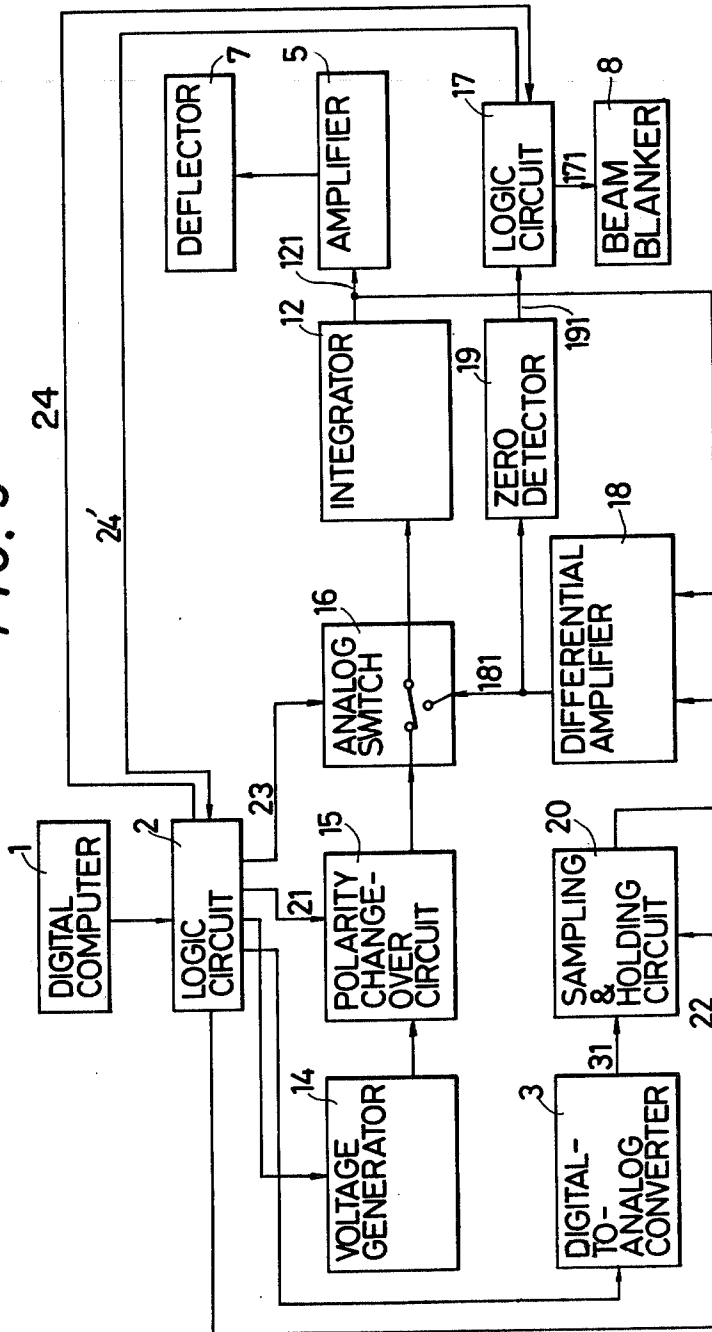 24
24'
1
DIGITAL
COMPUTER
2
LOGIC
CIRCUIT
23
21
14
VOLTAGE
GENERATOR
15
POLARITY
CHANGE-
OVER
CIRCUIT
16
ANALOG
SWITCH
12
INTEGRATOR
121
5
AMPLIFIER
7
DEFLECTOR
181
19
ZERO
DETECTOR
191
17
LOGIC
CIRCUIT
171
8
BEAM
BLANKER
3
DIGITAL-
TO-
ANALOG
CONVERTER
31
20
SAMPLING
&
HOLDING
CIRCUIT
22
18
DIFFERENTIAL
AMPLIFIER